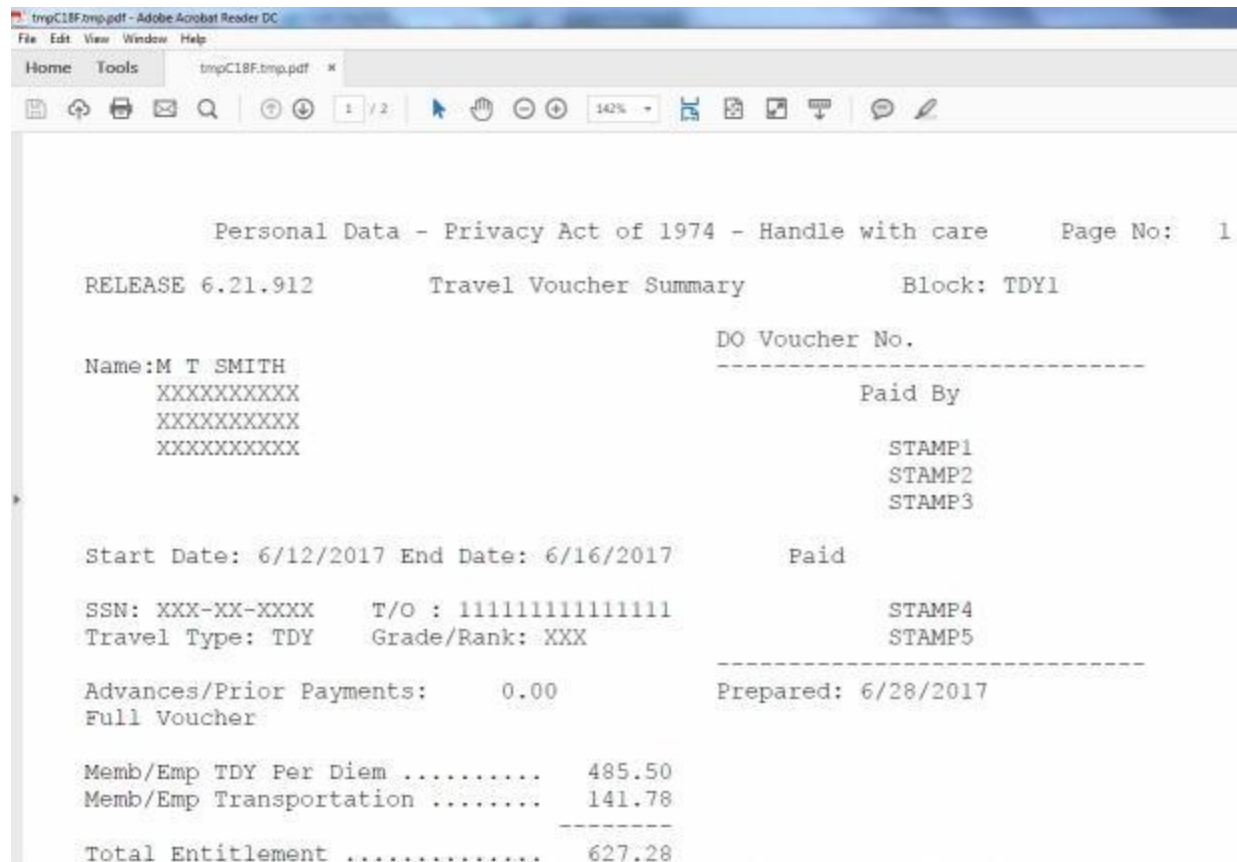 tmpC18F.tmp.pdf - Adobe Acrobat Reader DC
File Edit View Window Help
Home Tools tmpC18F.tmp.pdf ×
1 / 2 142%
Personal Data - Privacy Act of 1974 - Handle with care Page No: 1
RELEASE 6.21.912 Travel Voucher Summary Block: TDY1
DO Voucher No.
Name:M T SMITH ------------------------------
XXXXXXXXXX Paid By
XXXXXXXXXX
XXXXXXXXXX STAMP1
STAMP2
STAMP3
Start Date: 6/12/2017 End Date: 6/16/2017 Paid
SSN: XXX-XX-XXXX T/O : 111111111111111 STAMP4
Travel Type: TDY Grade/Rank: XXX STAMP5
------------------------------
Advances/Prior Payments: 0.00 Prepared: 6/28/2017
Full Voucher
Memb/Emp TDY Per Diem .......... 485.50
Memb/Emp Transportation ........ 141.78
--------
Total Entitlement .............. 627.28